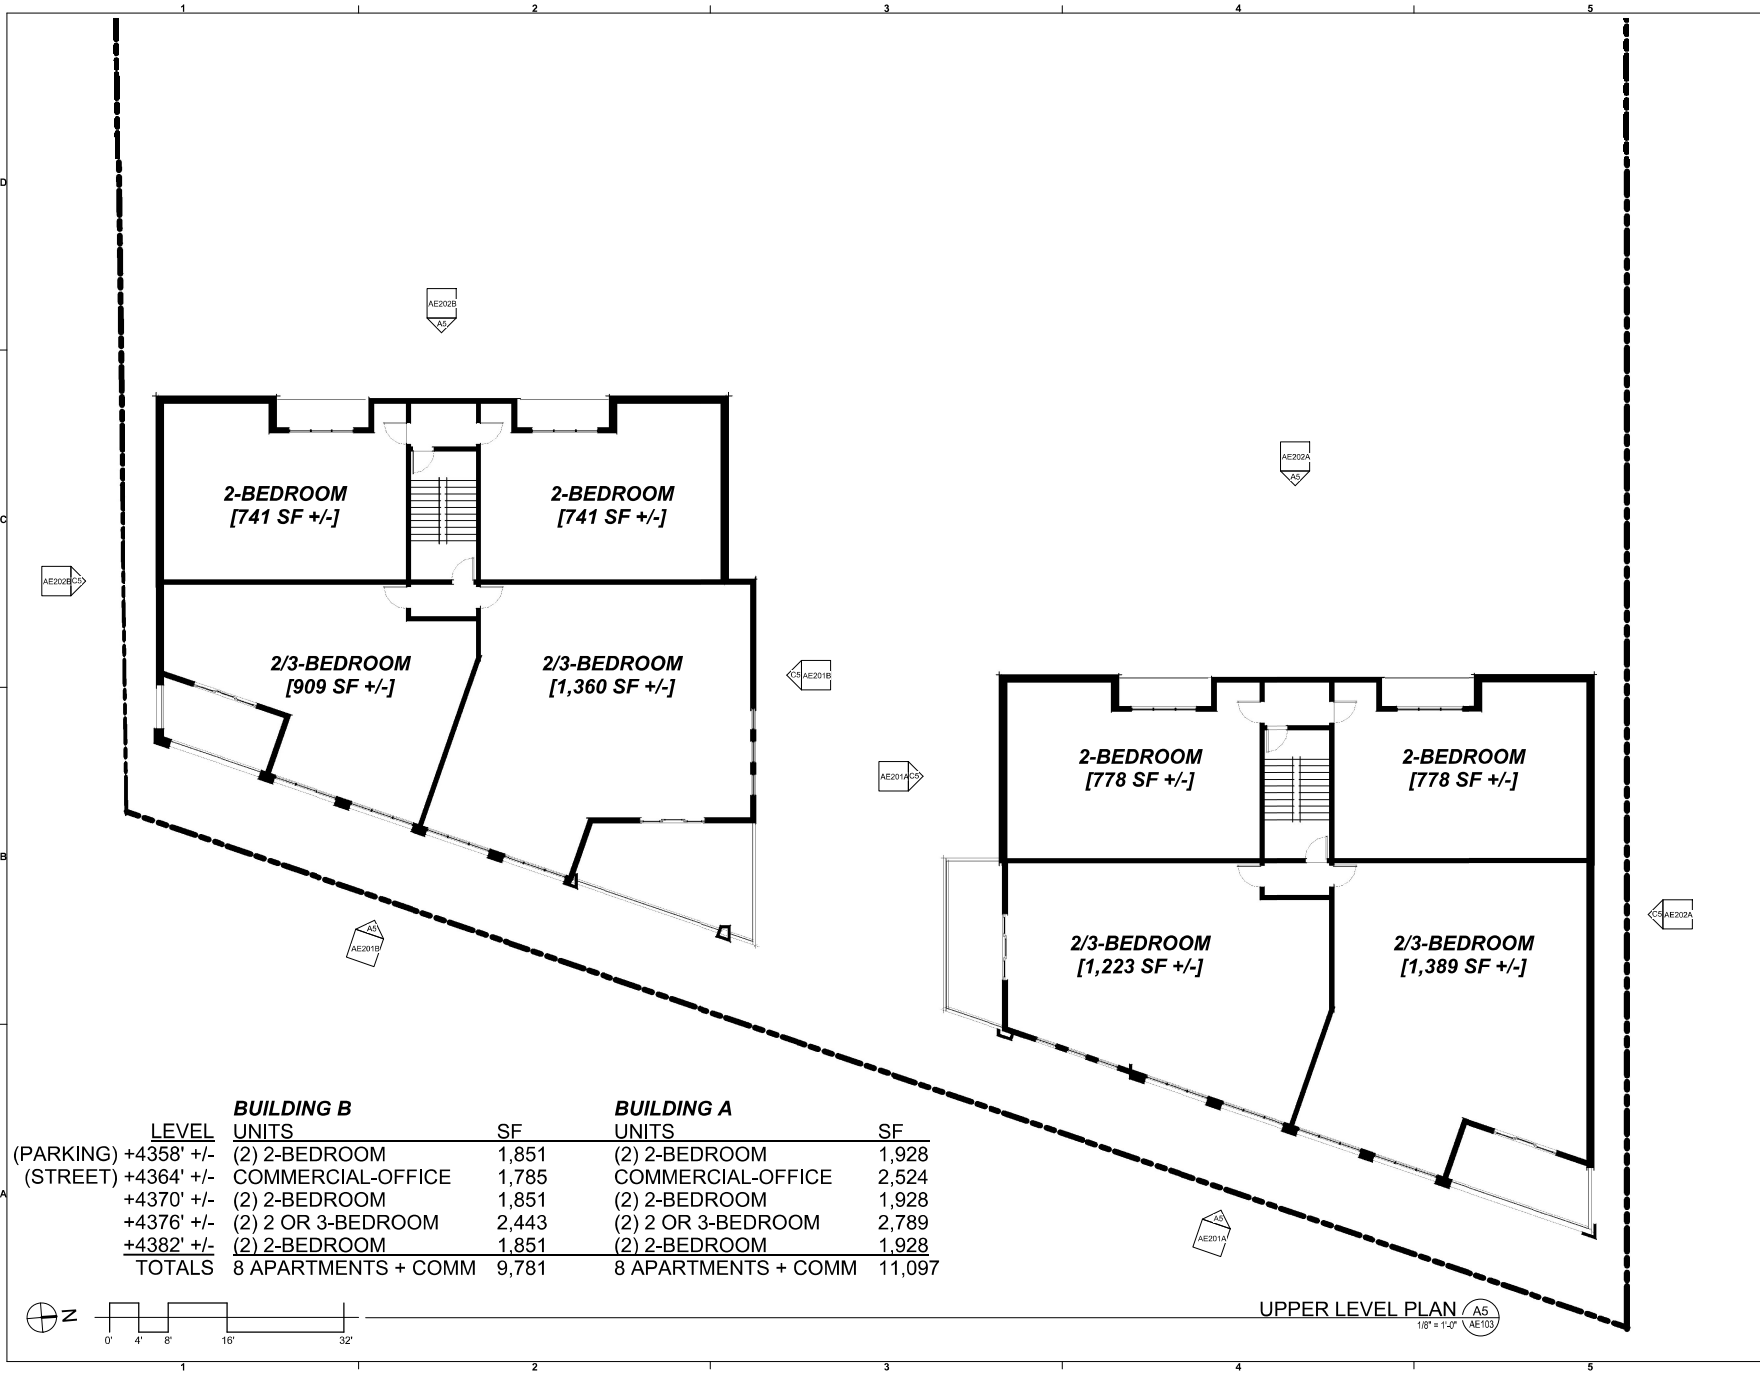 1 2 3 4 5
D
AE202B
A5
AE202A
A5
2-BEDROOM
[741 SF +/-]
2-BEDROOM
[741 SF +/-]
C
AE202B C5
2/3-BEDROOM
[909 SF +/-]
2/3-BEDROOM
[1,360 SF +/-]
C5 AE201B
2-BEDROOM
[778 SF +/-]
2-BEDROOM
[778 SF +/-]
AE201A C5
B
2/3-BEDROOM
[1,223 SF +/-]
2/3-BEDROOM
[1,389 SF +/-]
C5 AE202A
A5
AE201B
BUILDING B BUILDING A
LEVEL UNITS SF UNITS SF
(PARKING) +4358' +/- (2) 2-BEDROOM 1,851 (2) 2-BEDROOM 1,928
(STREET) +4364' +/- COMMERCIAL-OFFICE 1,785 COMMERCIAL-OFFICE 2,524
A
+4370' +/- (2) 2-BEDROOM 1,851 (2) 2-BEDROOM 1,928
+4376' +/- (2) 2 OR 3-BEDROOM 2,443 (2) 2 OR 3-BEDROOM 2,789
+4382' +/- (2) 2-BEDROOM 1,851 (2) 2-BEDROOM 1,928
TOTALS 8 APARTMENTS + COMM 9,781 8 APARTMENTS + COMM 11,097
A5
AE201A
N
0' 4' 8' 16' 32'
UPPER LEVEL PLAN A5
1/8" = 1'-0" AE103
1 2 3 4 5